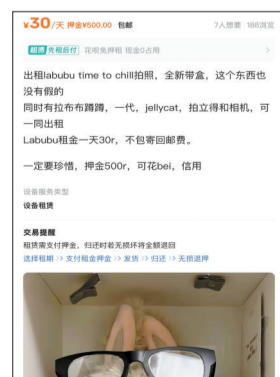 ¥30/天 押金¥500.00 包邮
7人想要 188浏览
租赁 先租后付 花呗免押租 现金0占用
出租labubu time to chill拍照，全新带盒，这个东西也
没有假的
同时有拉布布蹲蹲，一代，jellycat，拍立得和相机，可
一同出租
Labubu租金一天30r，不包寄回邮费。
一定要珍惜，押金500r，可花bei，信用
设备服务类型
设备租赁
交易提醒
租赁需支付押金，归还时若无损坏将全额退回
选择租期 >> 支付租金押金 >> 发货 >> 归还 >> 无损退押